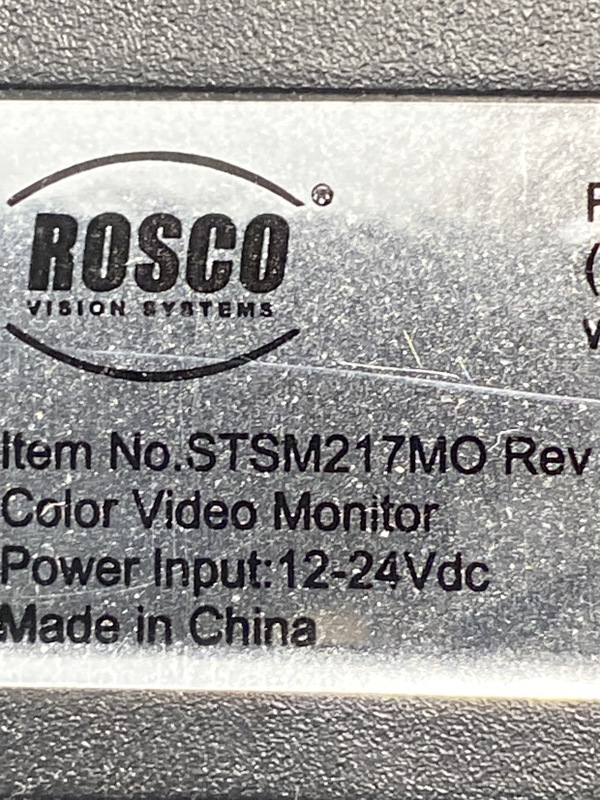 ROSCO®
VISION SYSTEMS
Item No.STSM217MO Rev
Color Video Monitor
Power Input:12-24Vdc
Made in China